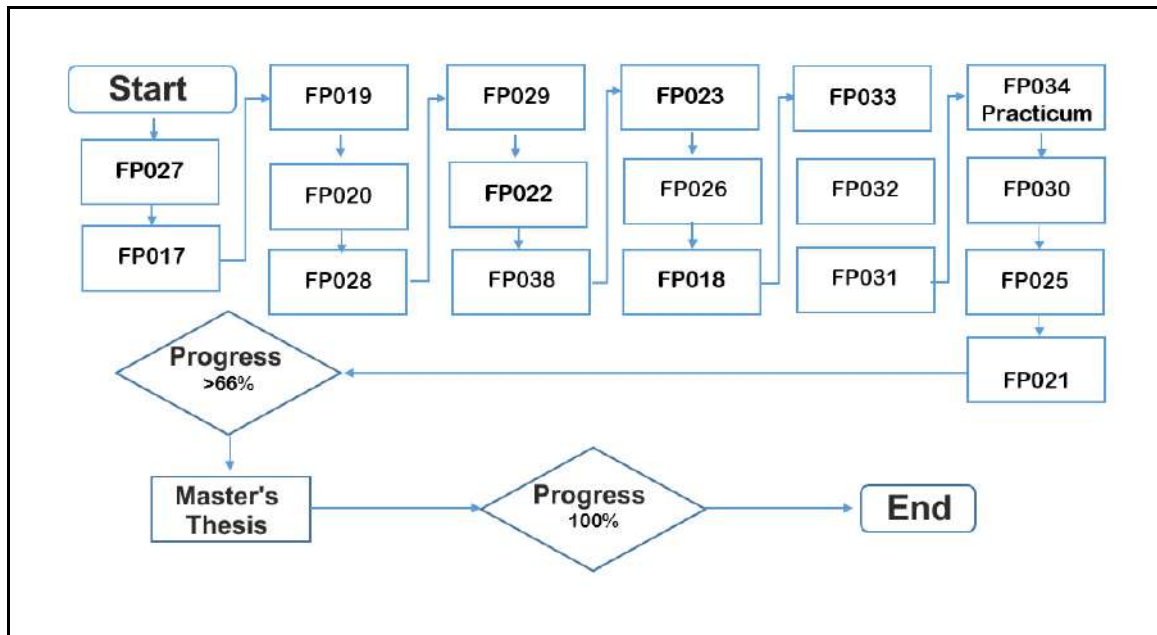 Start
FP027
FP017
FP019
FP020
FP028
FP029
FP022
FP038
FP023
FP026
FP018
FP033
FP032
FP031
FP034
Practicum
FP030
FP025
FP021
Progress
>66%
Master's
Thesis
Progress
100%
End